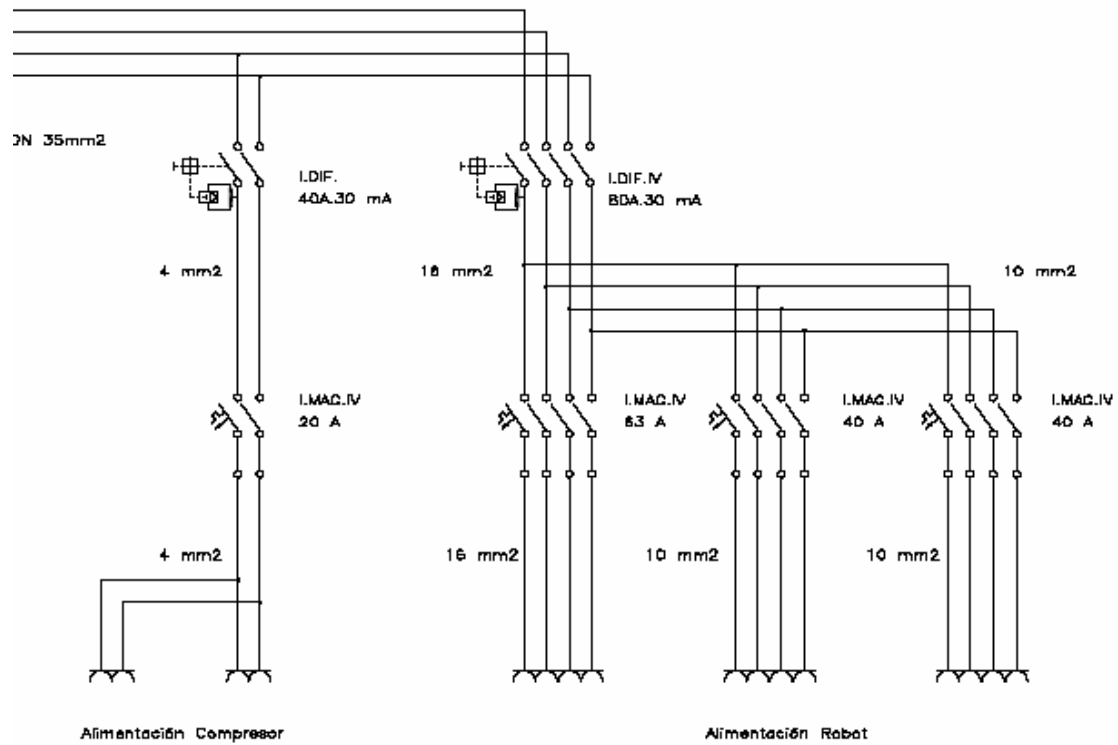 ON 35mm2
I.DIF.
40A.30 mA
I.DIF.IV
80A.30 mA
4 mm2
16 mm2
10 mm2
I.MAG.IV
20 A
I.MAG.IV
63 A
I.MAG.IV
40 A
I.MAG.IV
40 A
4 mm2
16 mm2
10 mm2
10 mm2
Alimentación Compresor
Alimentación Robot